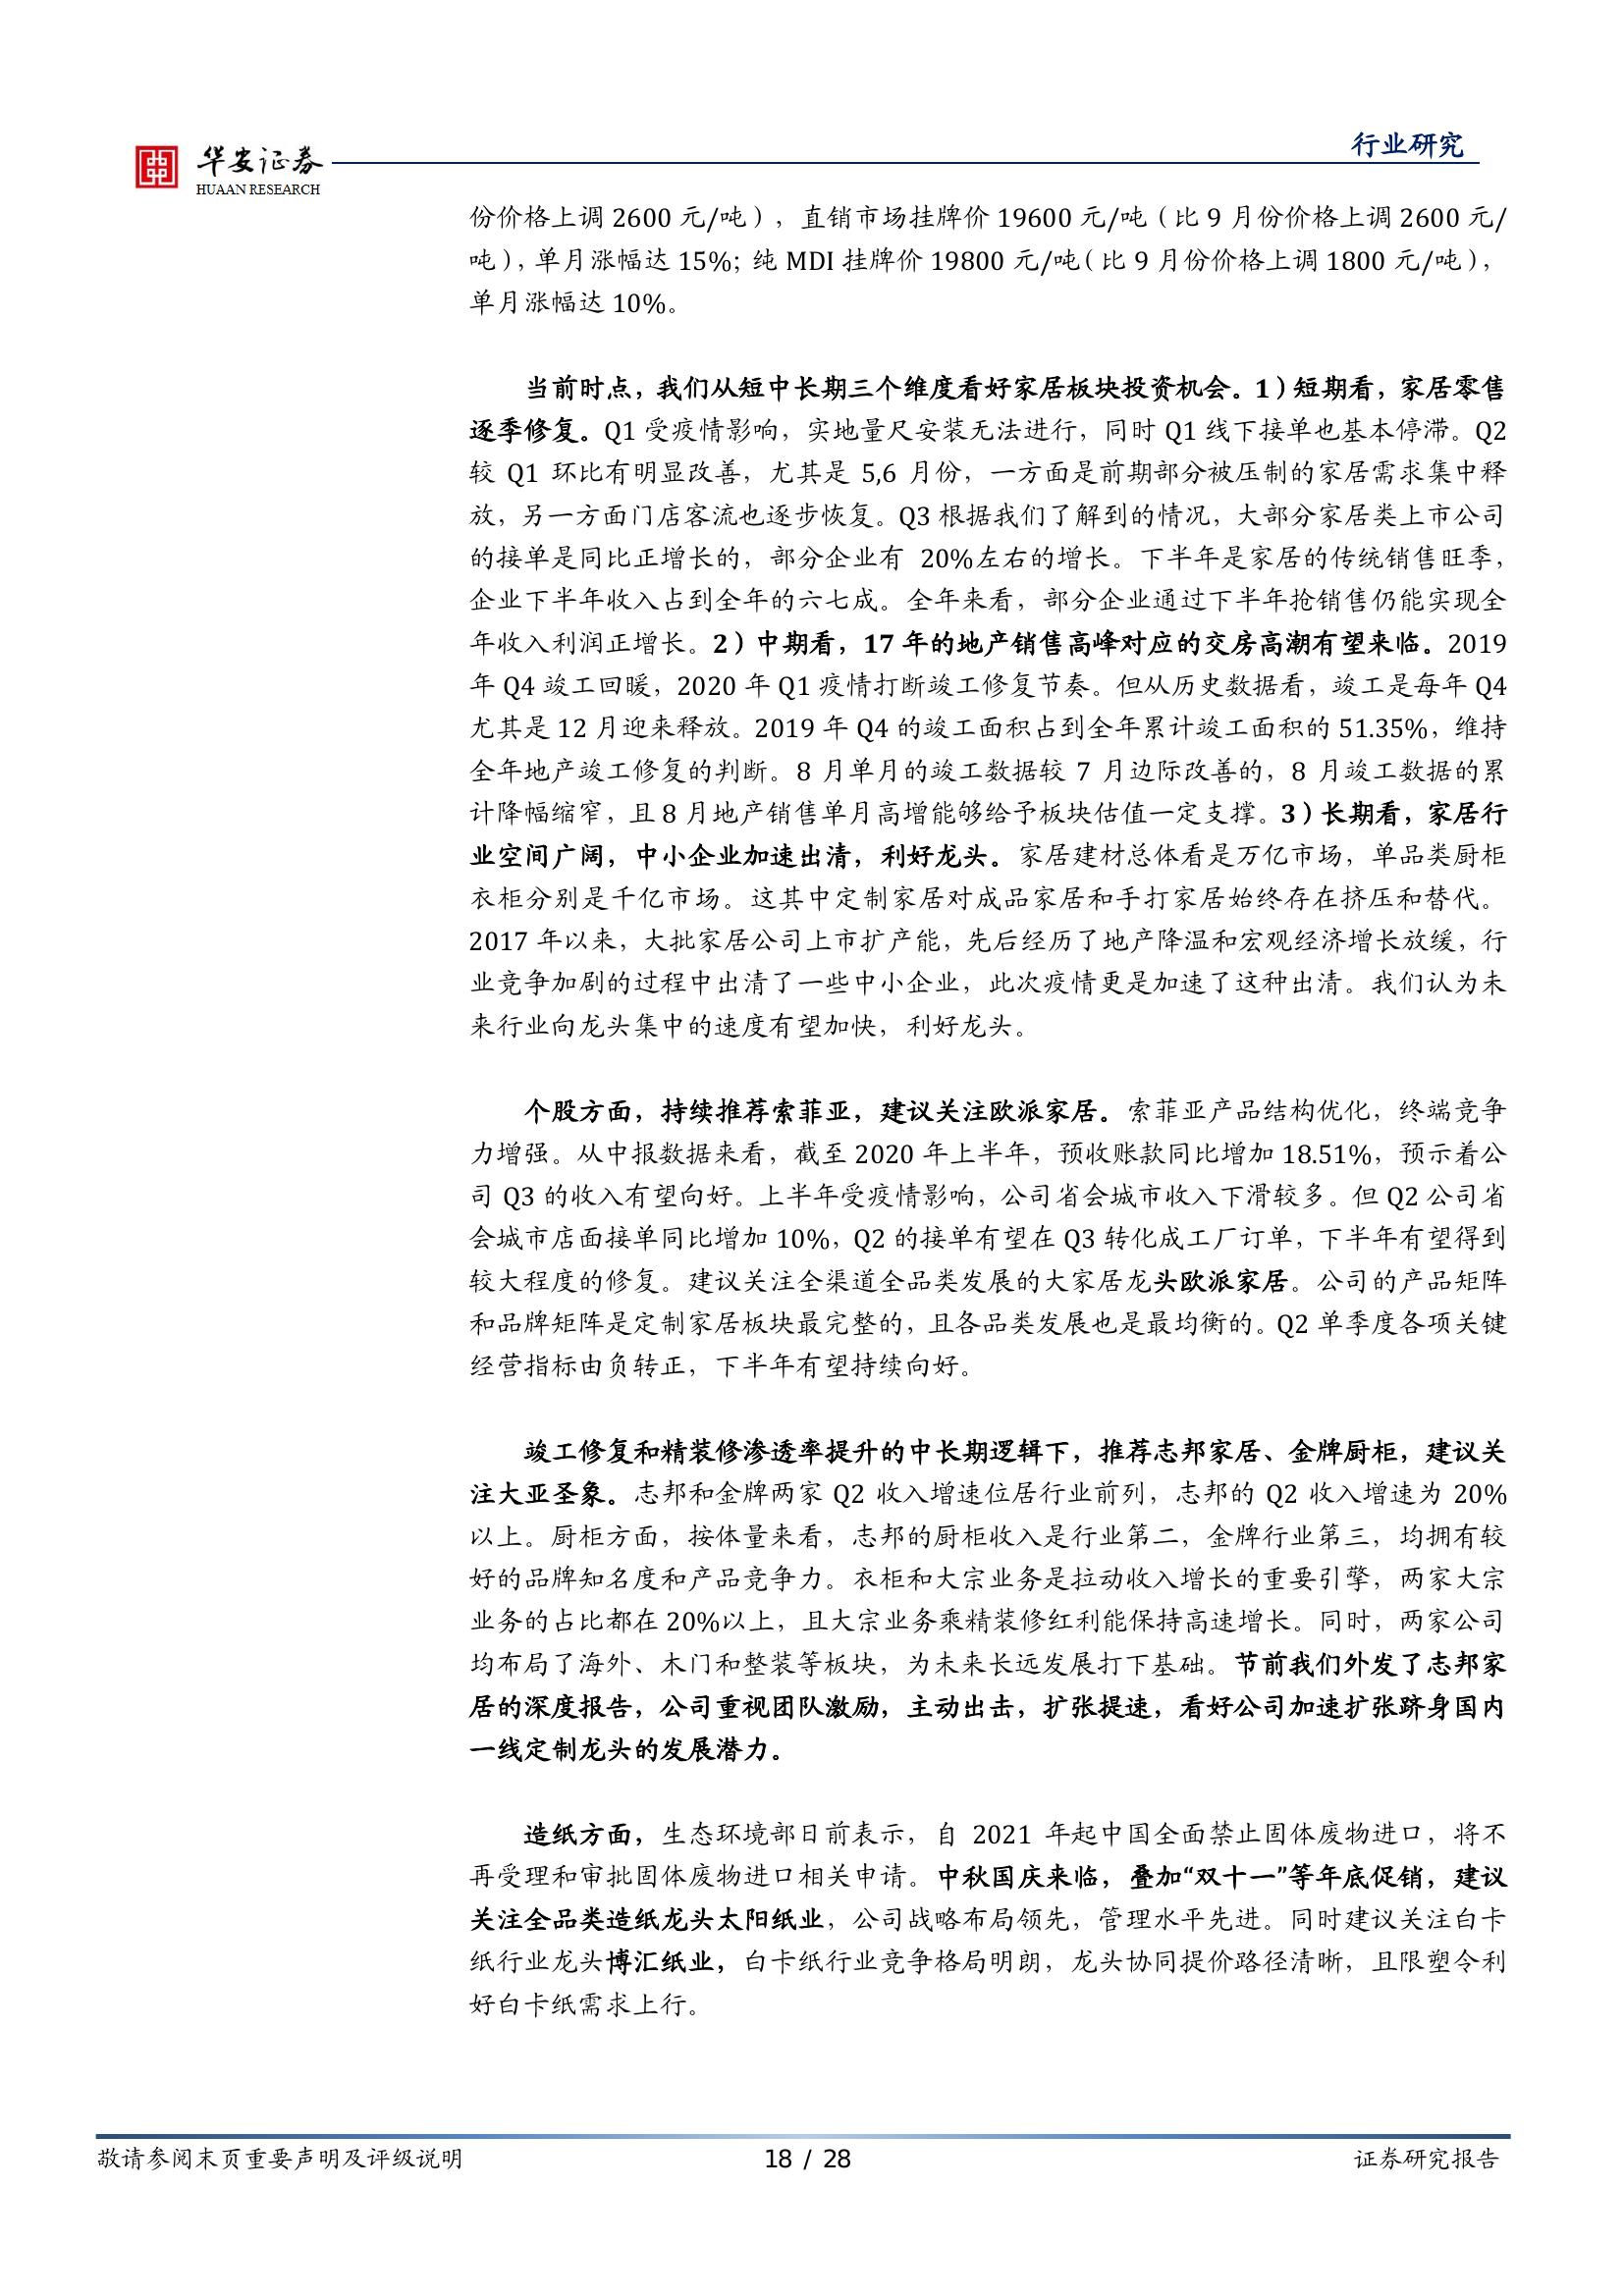 华安证券
HUAAN RESEARCH
行业研究
份价格上调 2600 元/吨），直销市场挂牌价 19600 元/吨（比 9 月份价格上调 2600 元/
吨），单月涨幅达 15%；纯 MDI 挂牌价 19800 元/吨（比 9 月份价格上调 1800 元/吨），
单月涨幅达 10%。
当前时点，我们从短中长期三个维度看好家居板块投资机会。1）短期看，家居零售
逐季修复。Q1 受疫情影响，实地量尺安装无法进行，同时 Q1 线下接单也基本停滞。Q2
较 Q1 环比有明显改善，尤其是 5,6 月份，一方面是前期部分被压制的家居需求集中释
放，另一方面门店客流也逐步恢复。Q3 根据我们了解到的情况，大部分家居类上市公司
的接单是同比正增长的，部分企业有 20%左右的增长。下半年是家居的传统销售旺季，
企业下半年收入占到全年的六七成。全年来看，部分企业通过下半年抢销售仍能实现全
年收入利润正增长。2）中期看，17 年的地产销售高峰对应的交房高潮有望来临。2019
年 Q4 竣工回暖，2020 年 Q1 疫情打断竣工修复节奏。但从历史数据看，竣工是每年 Q4
尤其是 12 月迎来释放。2019 年 Q4 的竣工面积占到全年累计竣工面积的 51.35%，维持
全年地产竣工修复的判断。8 月单月的竣工数据较 7 月边际改善的，8 月竣工数据的累
计降幅缩窄，且 8 月地产销售单月高增能够给予板块估值一定支撑。3）长期看，家居行
业空间广阔，中小企业加速出清，利好龙头。家居建材总体看是万亿市场，单品类厨柜
衣柜分别是千亿市场。这其中定制家居对成品家居和手打家居始终存在挤压和替代。
2017 年以来，大批家居公司上市扩产能，先后经历了地产降温和宏观经济增长放缓，行
业竞争加剧的过程中出清了一些中小企业，此次疫情更是加速了这种出清。我们认为未
来行业向龙头集中的速度有望加快，利好龙头。
个股方面，持续推荐索菲亚，建议关注欧派家居。索菲亚产品结构优化，终端竞争
力增强。从中报数据来看，截至 2020 年上半年，预收账款同比增加 18.51%，预示着公
司 Q3 的收入有望向好。上半年受疫情影响，公司省会城市收入下滑较多。但 Q2 公司省
会城市店面接单同比增加 10%，Q2 的接单有望在 Q3 转化成工厂订单，下半年有望得到
较大程度的修复。建议关注全渠道全品类发展的大家居龙头欧派家居。公司的产品矩阵
和品牌矩阵是定制家居板块最完整的，且各品类发展也是最均衡的。Q2 单季度各项关键
经营指标由负转正，下半年有望持续向好。
竣工修复和精装修渗透率提升的中长期逻辑下，推荐志邦家居、金牌厨柜，建议关
注大亚圣象。志邦和金牌两家 Q2 收入增速位居行业前列，志邦的 Q2 收入增速为 20%
以上。厨柜方面，按体量来看，志邦的厨柜收入是行业第二，金牌行业第三，均拥有较
好的品牌知名度和产品竞争力。衣柜和大宗业务是拉动收入增长的重要引擎，两家大宗
业务的占比都在 20%以上，且大宗业务乘精装修红利能保持高速增长。同时，两家公司
均布局了海外、木门和整装等板块，为未来长远发展打下基础。节前我们外发了志邦家
居的深度报告，公司重视团队激励，主动出击，扩张提速，看好公司加速扩张跻身国内
一线定制龙头的发展潜力。
造纸方面，生态环境部日前表示，自 2021 年起中国全面禁止固体废物进口，将不
再受理和审批固体废物进口相关申请。中秋国庆来临，叠加“双十一”等年底促销，建议
关注全品类造纸龙头太阳纸业，公司战略布局领先，管理水平先进。同时建议关注白卡
纸行业龙头博汇纸业，白卡纸行业竞争格局明朗，龙头协同提价路径清晰，且限塑令利
好白卡纸需求上行。
敬请参阅末页重要声明及评级说明
18 / 28
证券研究报告